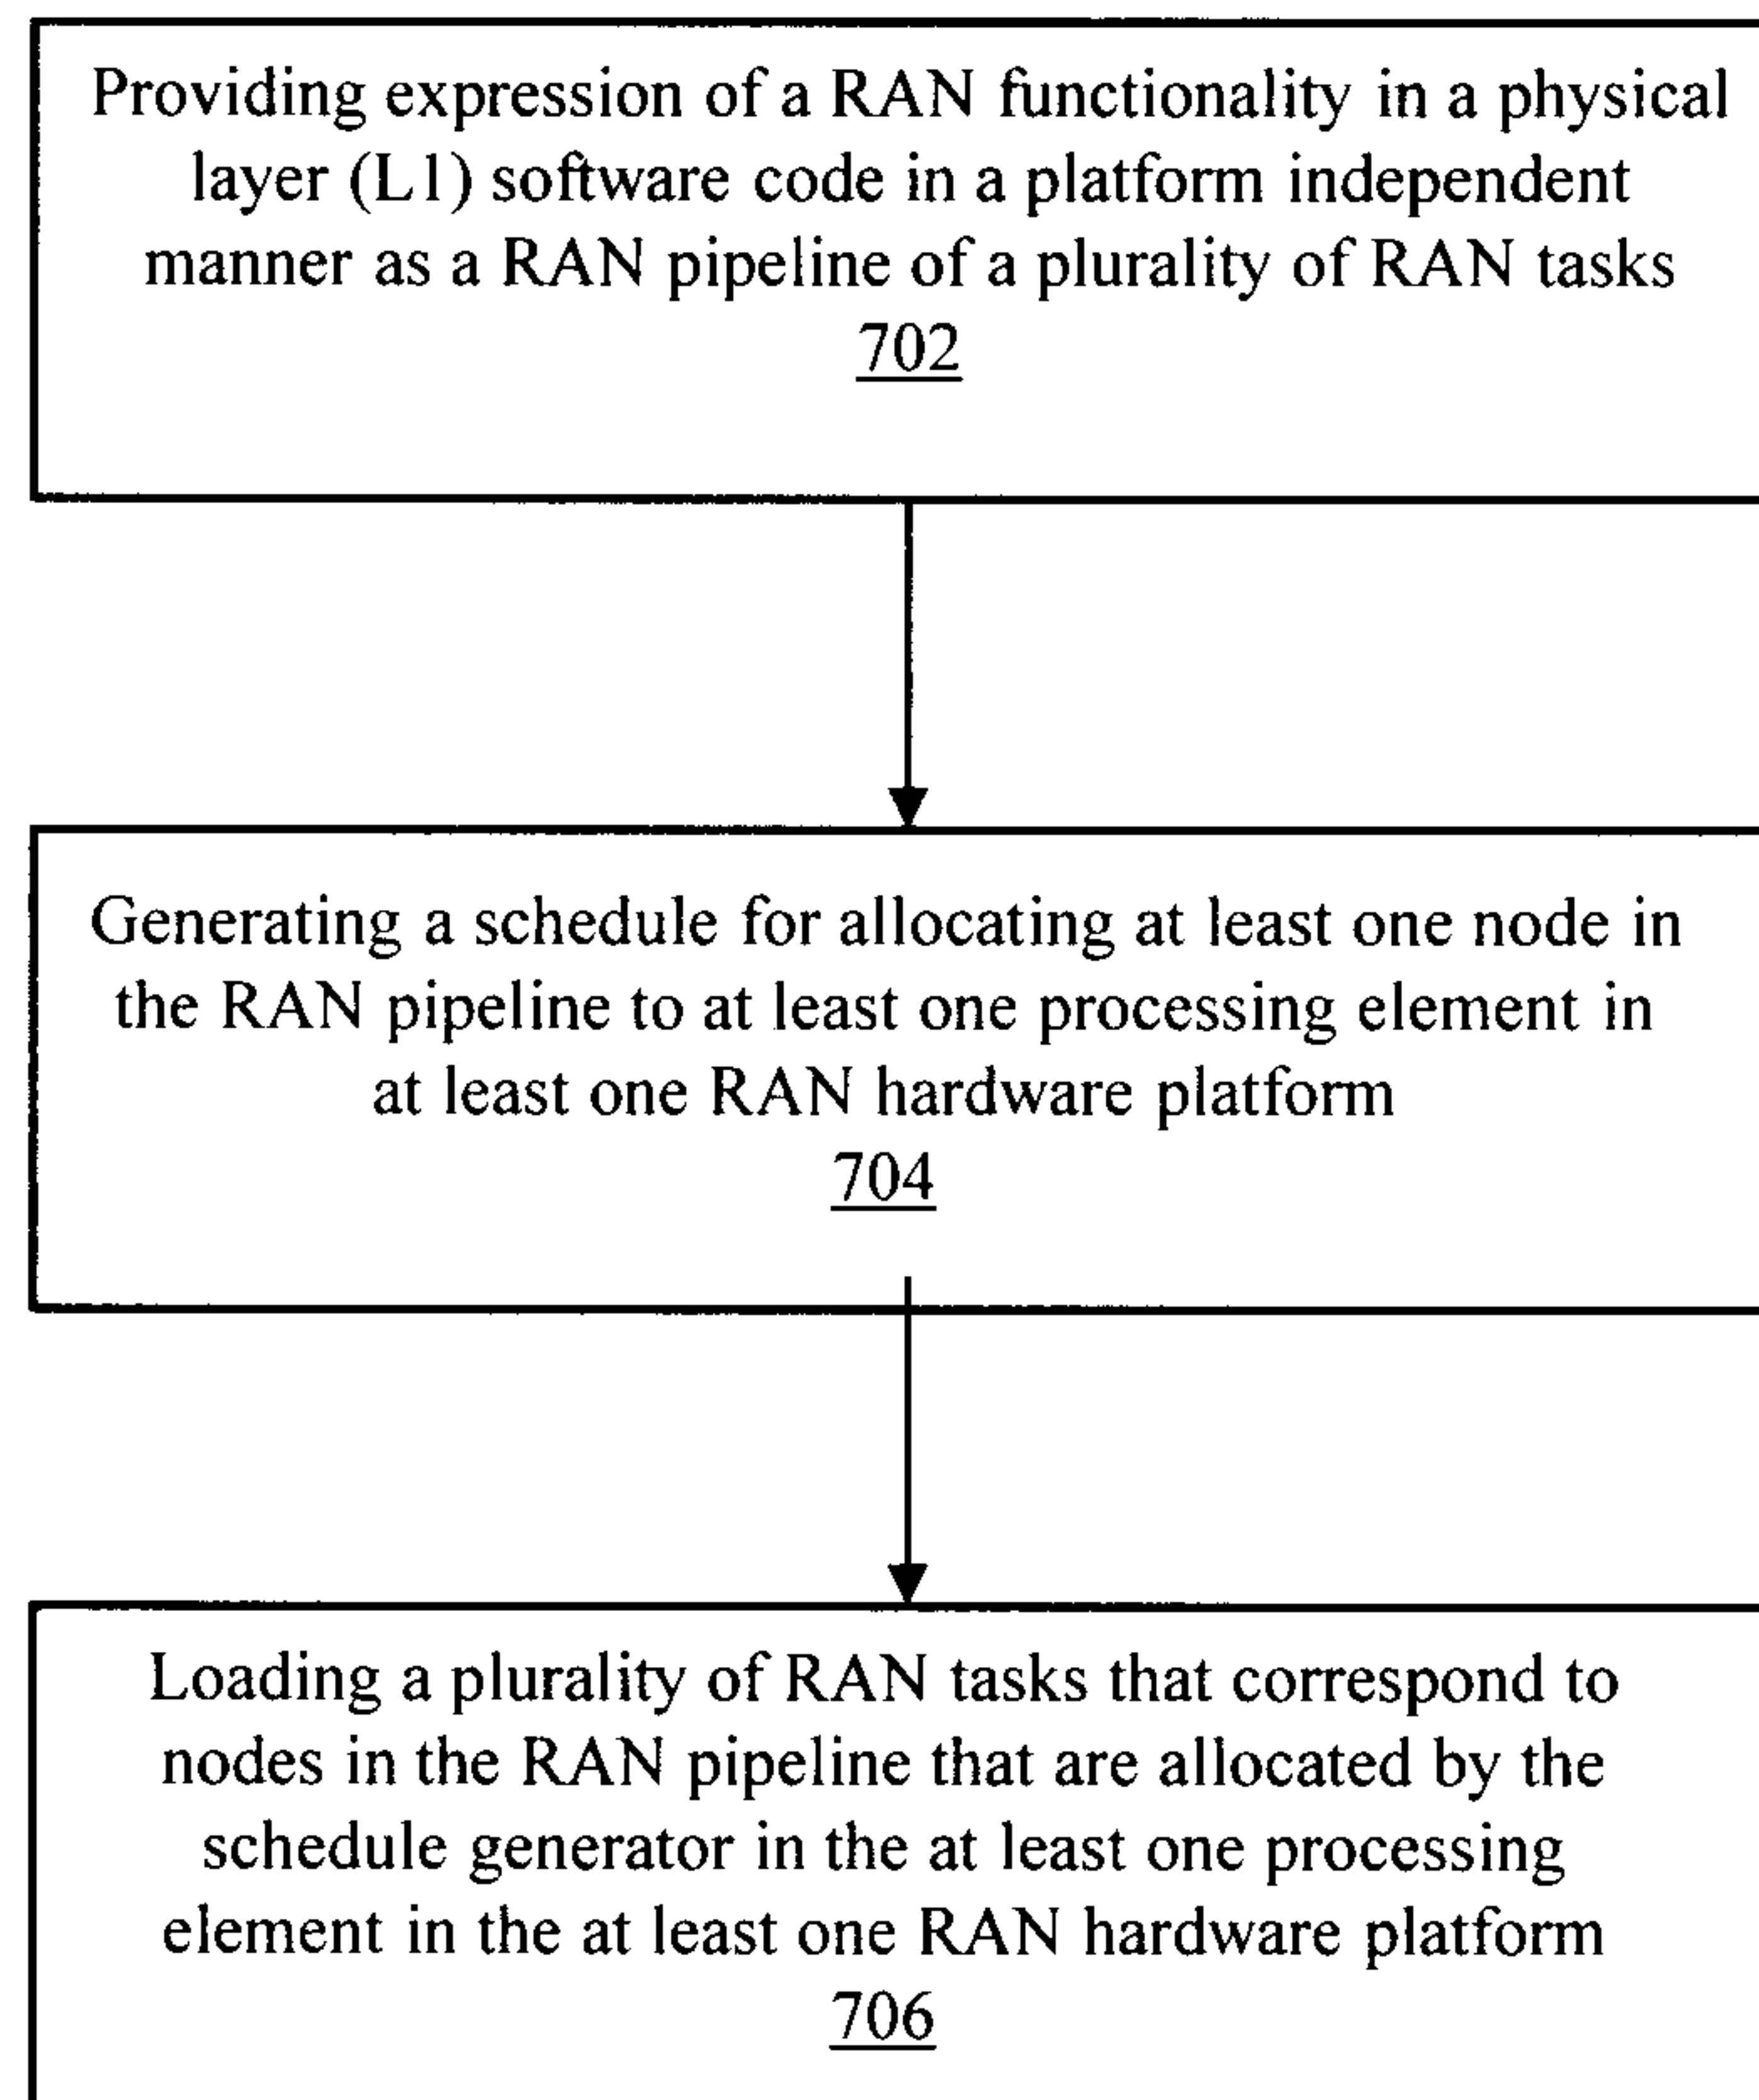 Providing expression of a RAN functionality in a physical
layer (L1) software code in a platform independent
manner as a RAN pipeline of a plurality of RAN tasks
702
Generating a schedule for allocating at least one node in
the RAN pipeline to at least one processing element in
at least one RAN hardware platform
704
Loading a plurality of RAN tasks that correspond to
nodes in the RAN pipeline that are allocated by the
schedule generator in the at least one processing
element in the at least one RAN hardware platform
706